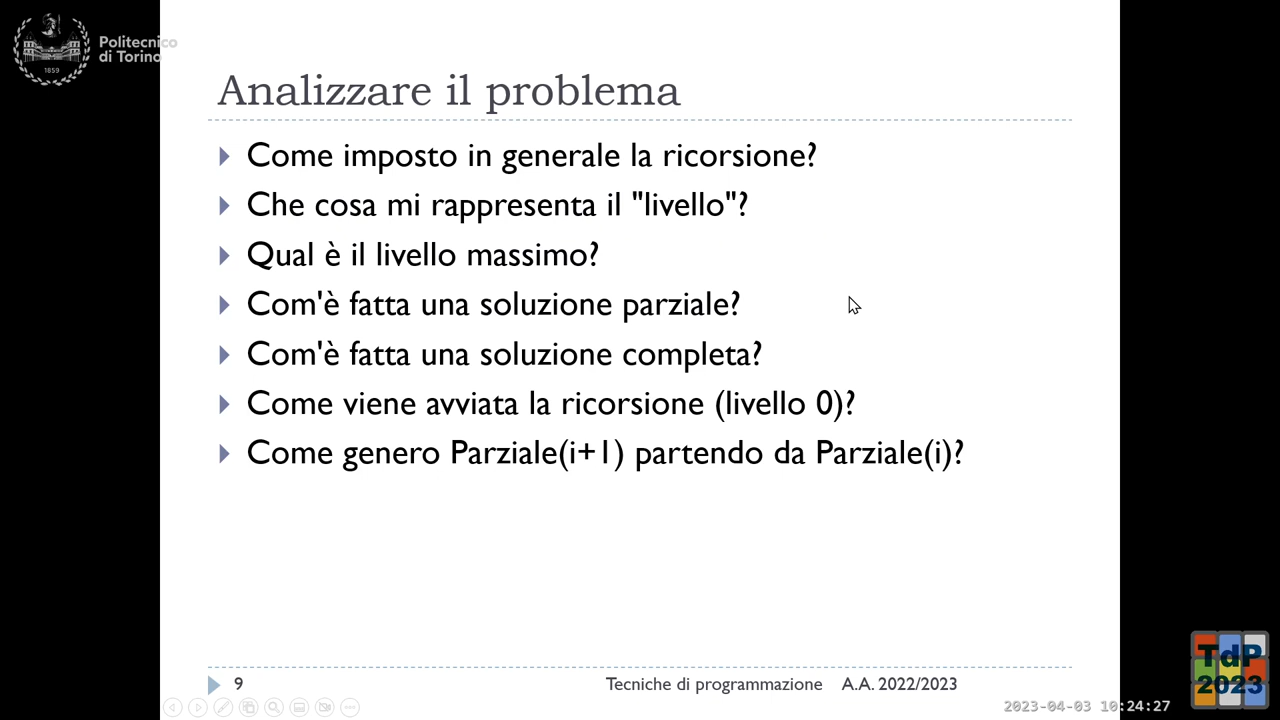 Politecnico
di Torino
1859
Analizzare il problema
Come imposto in generale la ricorsione?
Che cosa mi rappresenta il "livello"?
Qual è il livello massimo?
Com'è fatta una soluzione parziale?
Com'è fatta una soluzione completa?
Come viene avviata la ricorsione (livello 0)?
Come genero Parziale(i+1) partendo da Parziale(i)?
9 Tecniche di programmazione A.A. 2022/2023
TdP
2023
2023-04-03 10:24:27